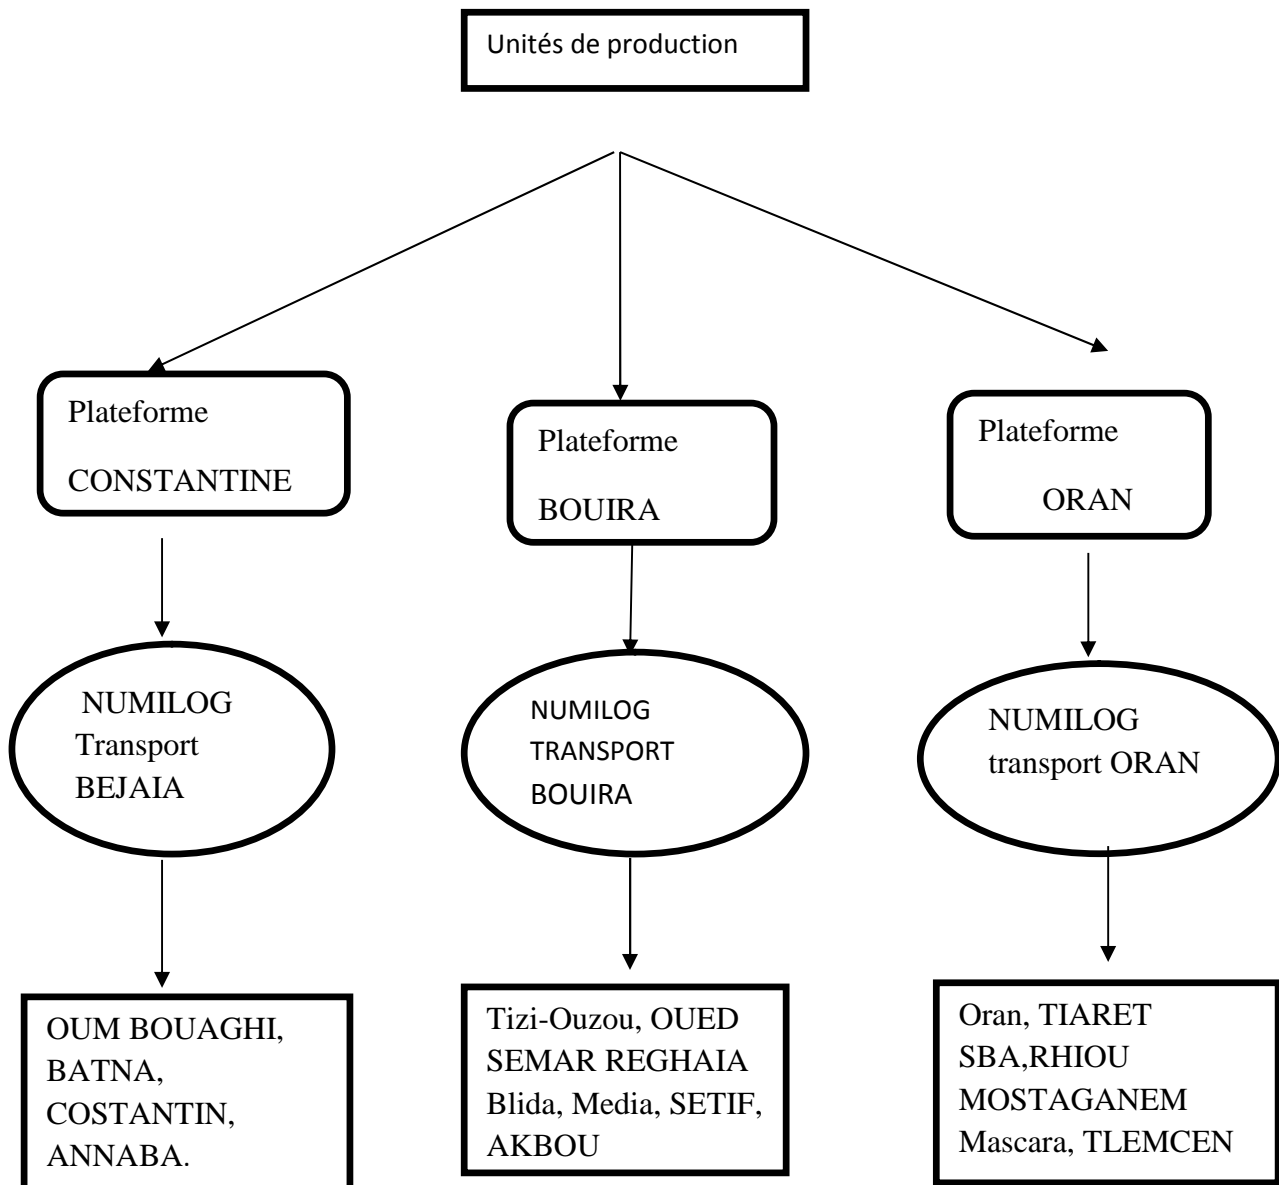 Unités de production
Plateforme
CONSTANTINE
Plateforme
BOUIRA
Plateforme
ORAN
NUMILOG
Transport
BEJAIA
NUMILOG
TRANSPORT
BOUIRA
NUMILOG
transport ORAN
OUM BOUAGHI,
BATNA,
COSTANTIN,
ANNABA.
Tizi-Ouzou, OUED
SEMAR REGHAIA
Blida, Media, SETIF,
AKBOU
Oran, TIARET
SBA,RHIOU
MOSTAGANEM
Mascara, TLEMCEN